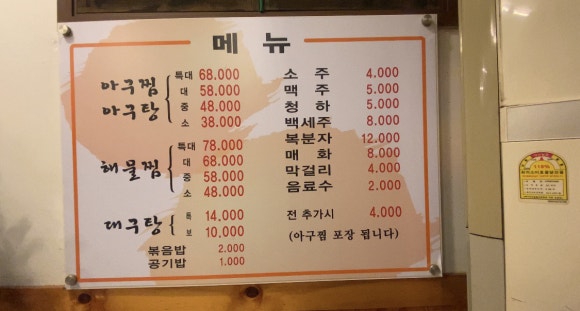 메 뉴
아구찜
아구탕
특대 68.000
대 58.000
중 48.000
소 38.000
해물찜
특대 78.000
대 68.000
중 58.000
소 48.000
대구탕
특 14.000
보 10.000
볶음밥 2.000
공기밥 1.000
소 주 4.000
맥 주 5.000
청 하 5.000
백세주 8.000
복분자 12.000
매 화 8.000
막걸리 4.000
음료수 2.000
전 추가시 4.000
(아구찜 포장 됩니다)